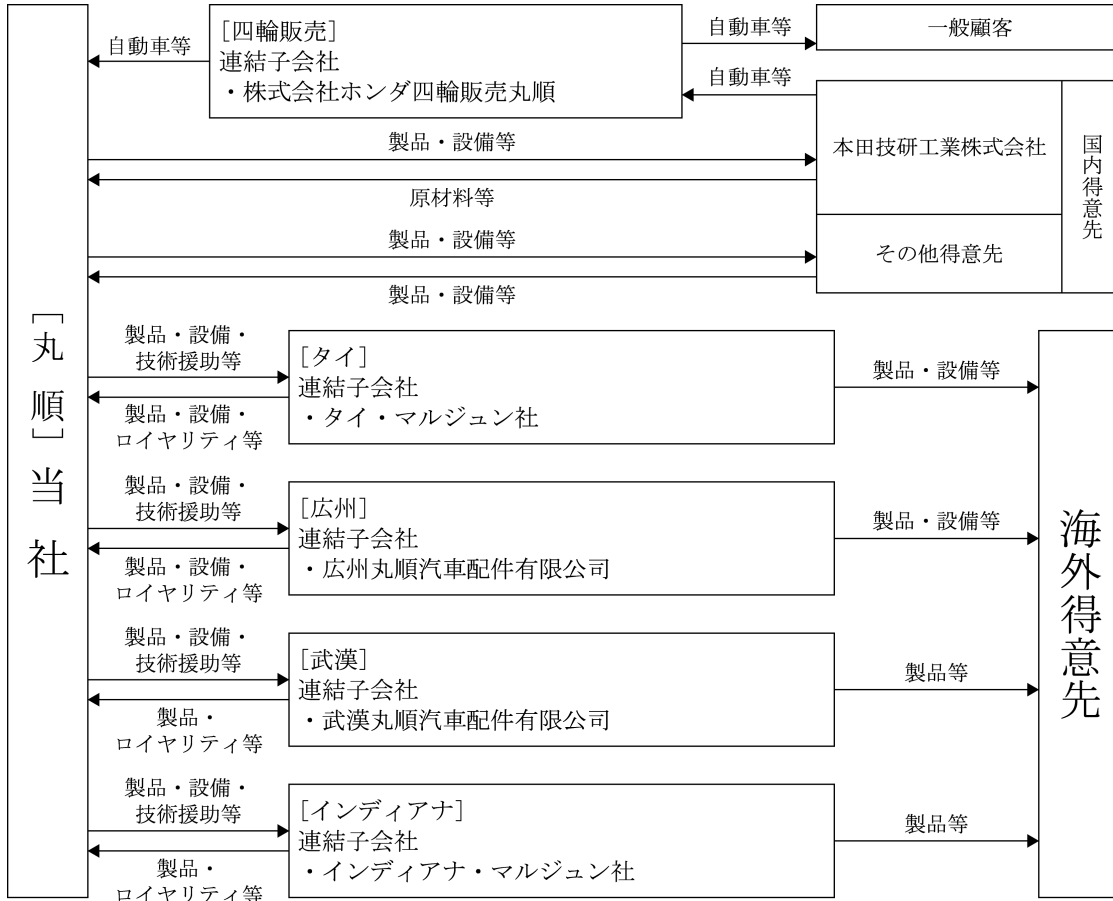 [四輪販売]
連結子会社
・株式会社ホンダ四輪販売丸順
自動車等
自動車等
一般顧客
自動車等
製品・設備等
原材料等
本田技研工業株式会社
国内得意先
製品・設備等
製品・設備等
その他得意先
[丸順]当社
製品・設備・
技術援助等
製品・設備・
ロイヤリティ等
[タイ]
連結子会社
・タイ・マルジュン社
製品・設備等
製品・設備・
技術援助等
製品・設備・
ロイヤリティ等
[広州]
連結子会社
・広州丸順汽車配件有限公司
製品・設備等
海外得意先
製品・設備・
技術援助等
製品・
ロイヤリティ等
[武漢]
連結子会社
・武漢丸順汽車配件有限公司
製品等
製品・設備・
技術援助等
製品・
ロイヤリティ等
[インディアナ]
連結子会社
・インディアナ・マルジュン社
製品等